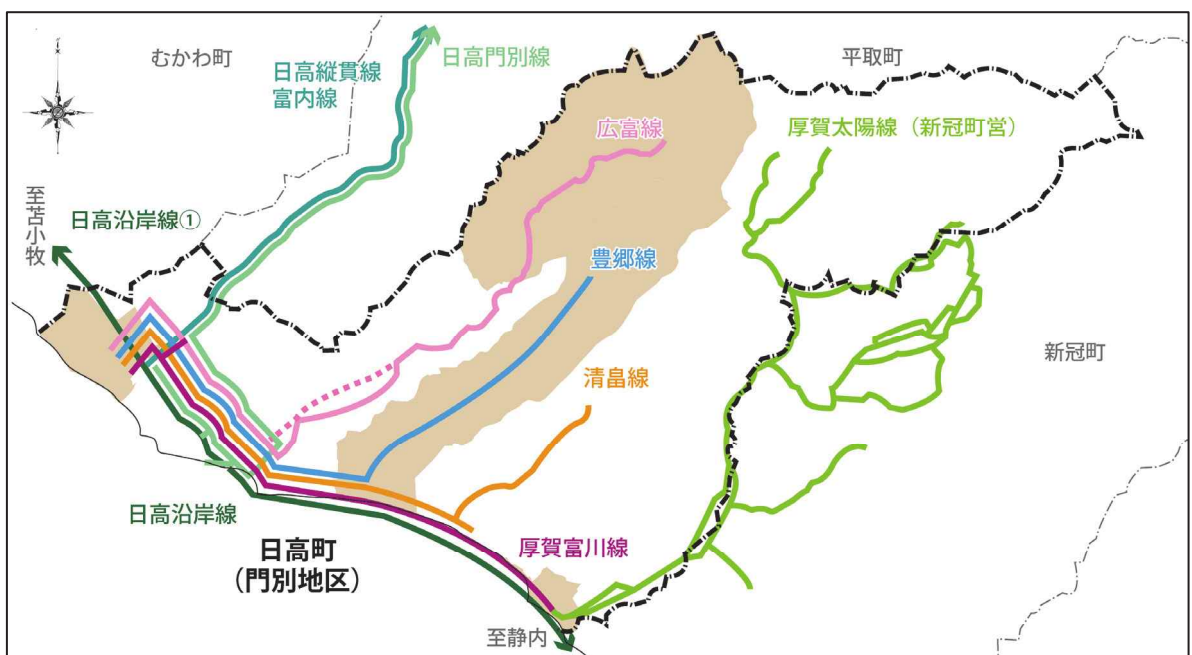 むかわ町
平取町
日高縦貫線
富内線
日高門別線
広富線
厚賀太陽線（新冠町営）
至苫小牧
日高沿岸線①
豊郷線
新冠町
清畠線
日高沿岸線
厚賀富川線
日高町
（門別地区）
至静内